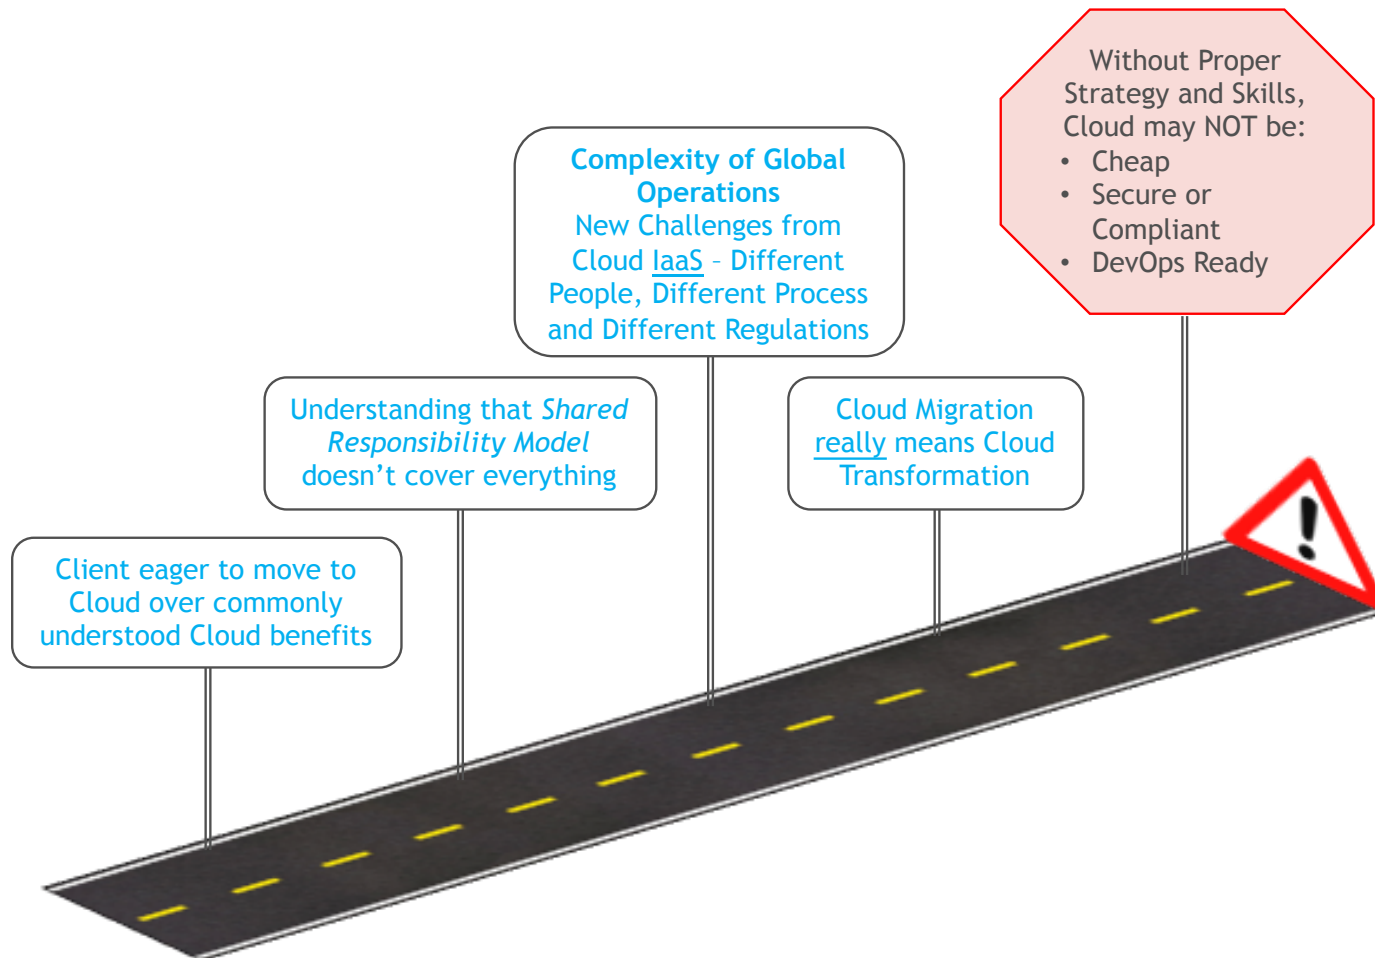 Client eager to move to
Cloud over commonly
understood Cloud benefits
Understanding that Shared
Responsibility Model
doesn’t cover everything
Complexity of Global
Operations
New Challenges from
Cloud IaaS – Different
People, Different Process
and Different Regulations
Cloud Migration
really means Cloud
Transformation
Without Proper
Strategy and Skills,
Cloud may NOT be:
• Cheap
• Secure or
Compliant
• DevOps Ready
!